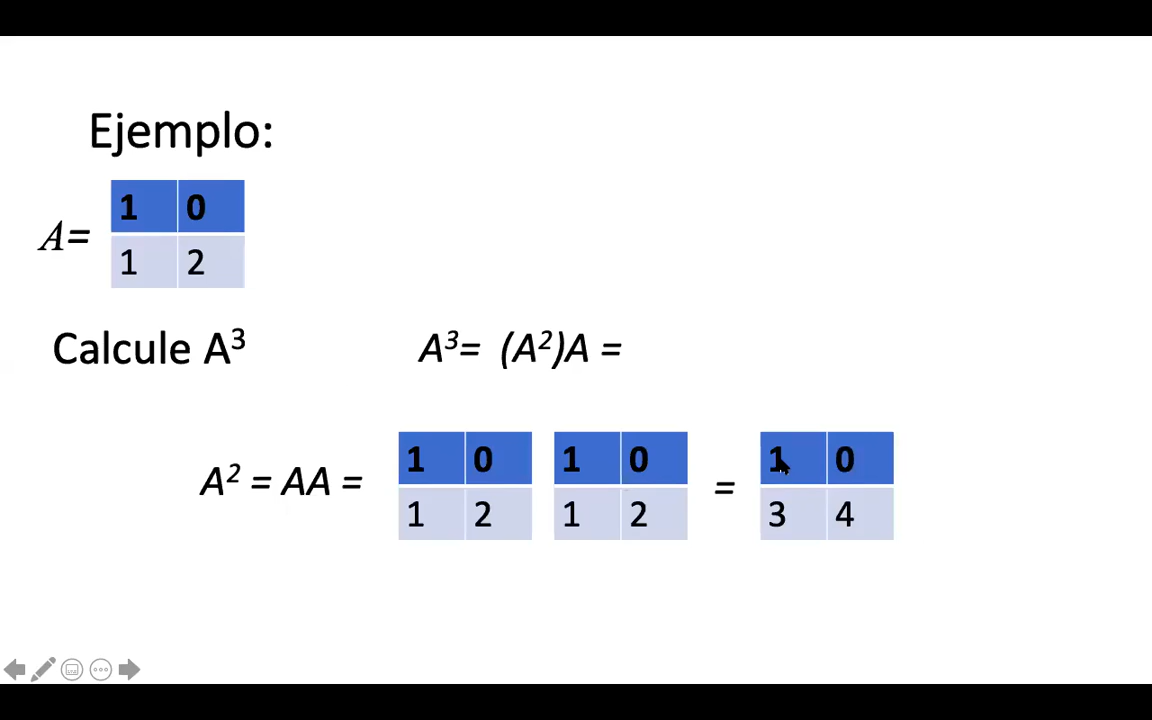 Ejemplo:
1 0
A=
1 2
Calcule A³
A³= (A²)A =
1 0 1 0 1 0
A² = AA = =
1 2 1 2 3 4